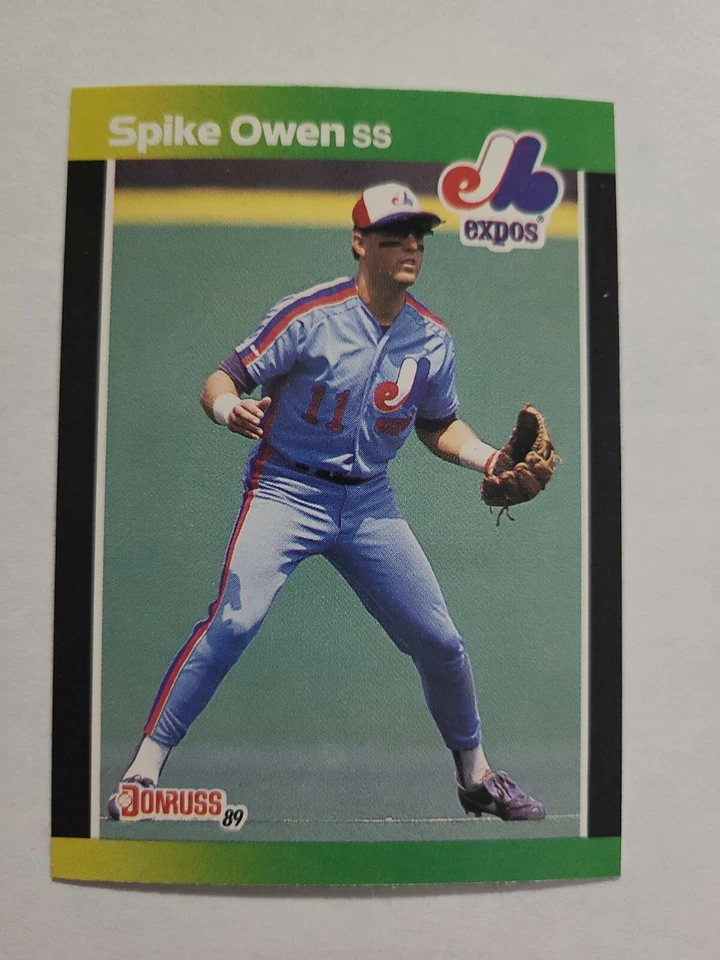 Spike Owen SS
expos®
11
DONRUSS
89